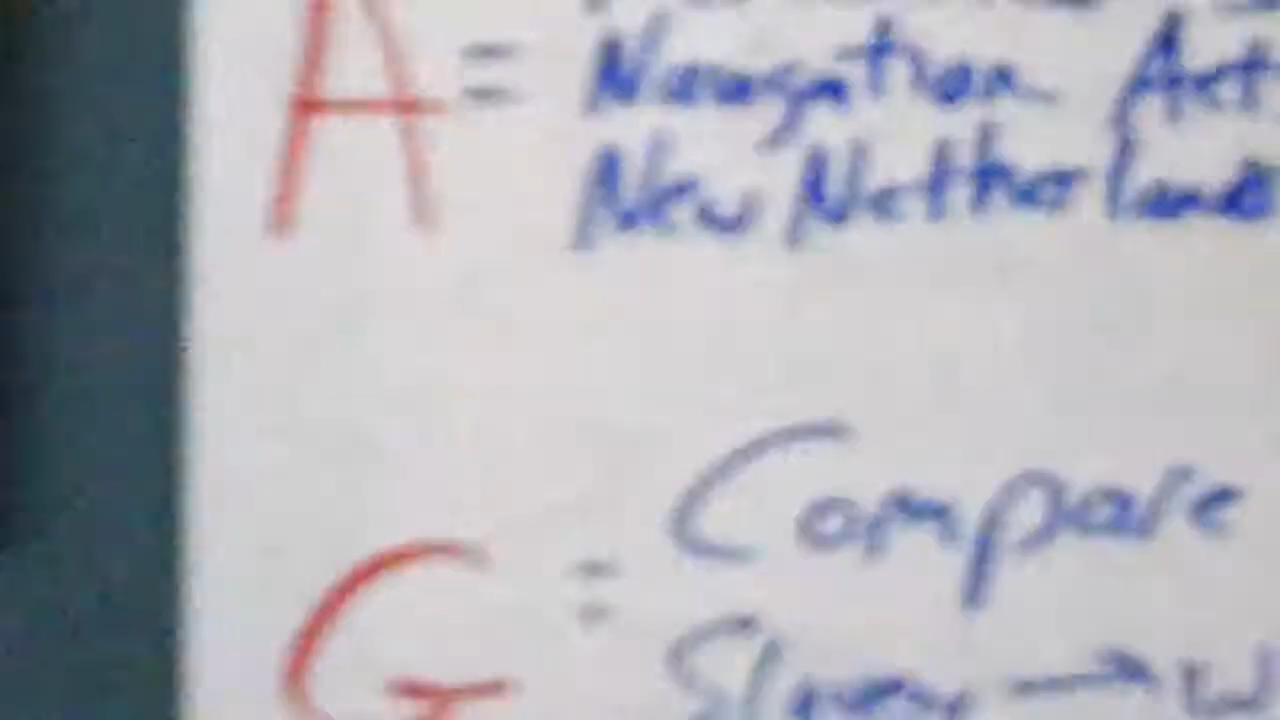 A = Navigation Act
New Netherland
Compare
G =
Slavery → W